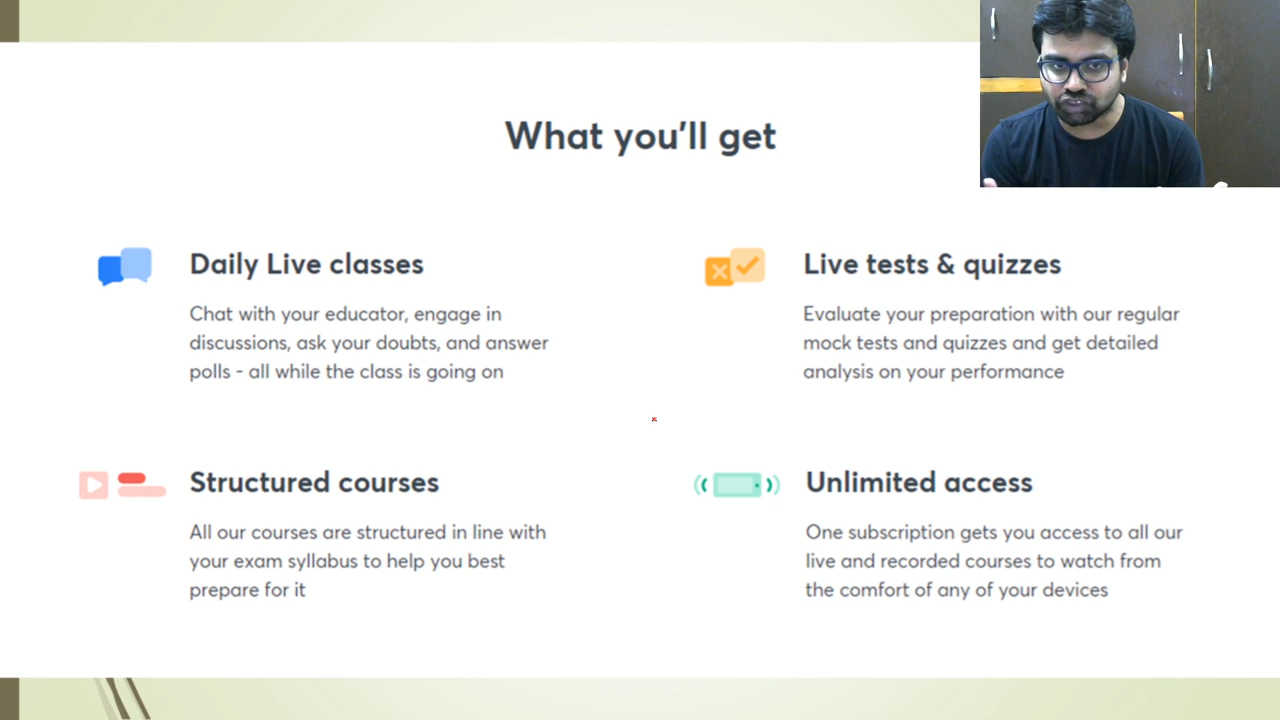 What you'll get
Daily Live classes
Chat with your educator, engage in
discussions, ask your doubts, and answer
polls - all while the class is going on
Live tests & quizzes
Evaluate your preparation with our regular
mock tests and quizzes and get detailed
analysis on your performance
Structured courses
All our courses are structured in line with
your exam syllabus to help you best
prepare for it
Unlimited access
One subscription gets you access to all our
live and recorded courses to watch from
the comfort of any of your devices